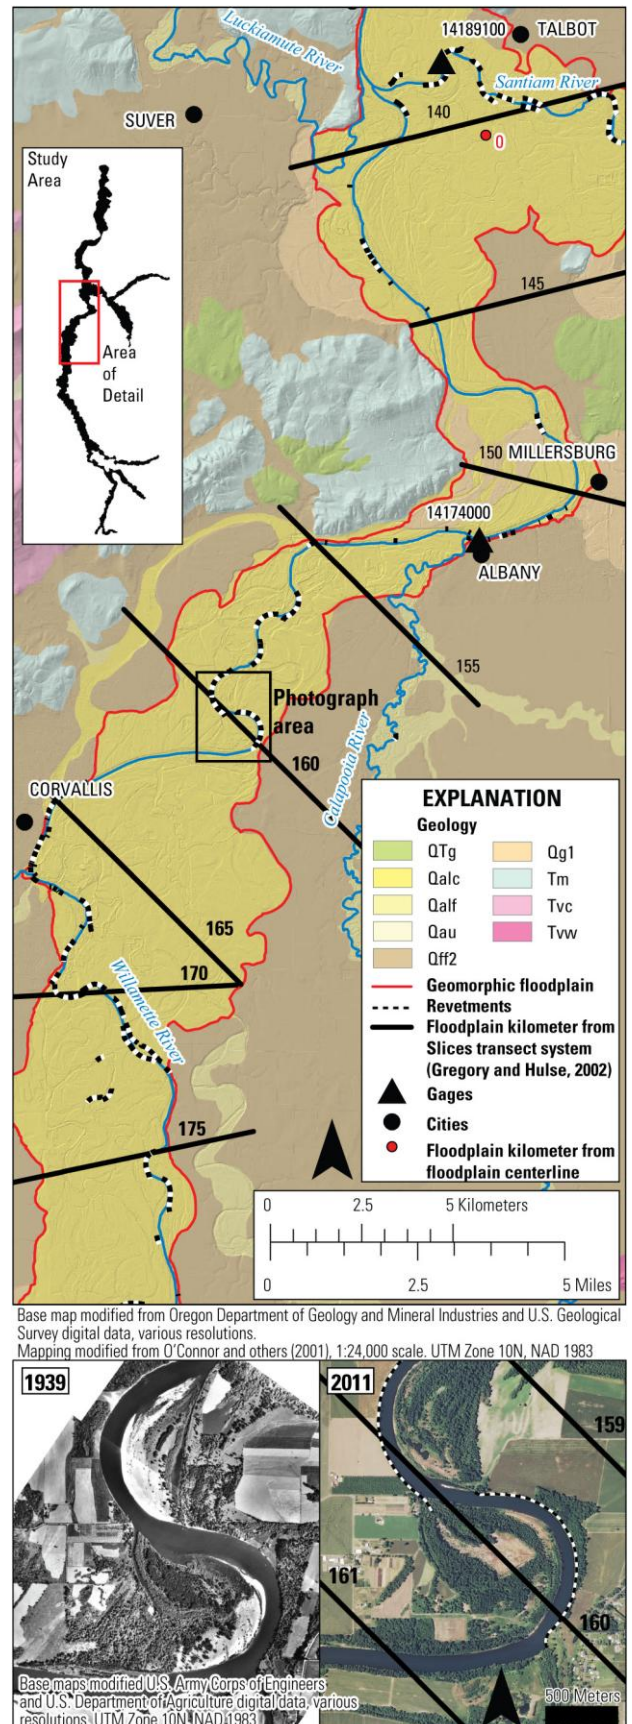 14189100
TALBOT
Luckiamute River
Santiam River
SUVER
140
0
Study
Area
145
Area
of
Detail
150
MILLERSBURG
14174000
ALBANY
155
Photograph
area
160
Calapooia River
CORVALLIS
165
170
Willamette River
175
EXPLANATION
Geology
QTg
Qg1
Qalc
Tm
Qalf
Tvc
Qau
Tvw
Qff2
Geomorphic floodplain
Revetments
Floodplain kilometer from
Slices transect system
(Gregory and Hulse, 2002)
Gages
Cities
Floodplain kilometer from
floodplain centerline
0 2.5 5 Kilometers
0 2.5 5 Miles
Base map modified from Oregon Department of Geology and Mineral Industries and U.S. Geological
Survey digital data, various resolutions.
Mapping modified from O'Connor and others (2001), 1:24,000 scale. UTM Zone 10N, NAD 1983
1939
2011
159
161
160
Base maps modified U.S. Army Corps of Engineers
and U.S. Department of Agriculture digital data, various
resolutions. UTM Zone 10N, NAD 1983
500 Meters